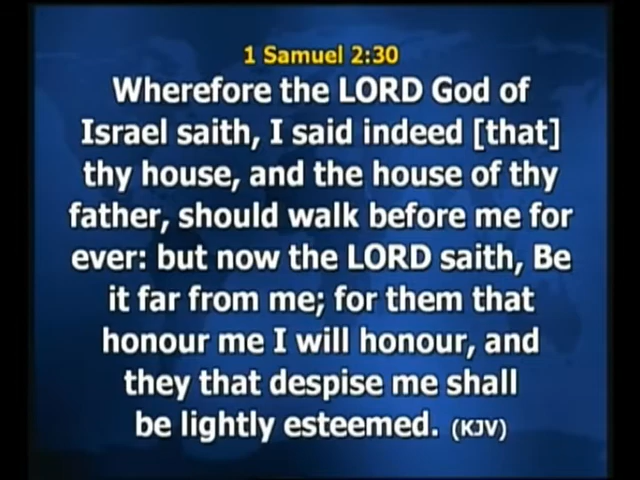 1 Samuel 2:30
Wherefore the LORD God of
Israel saith, I said indeed [that]
thy house, and the house of thy
father, should walk before me for
ever: but now the LORD saith, Be
it far from me; for them that
honour me I will honour, and
they that despise me shall
be lightly esteemed. (KJV)